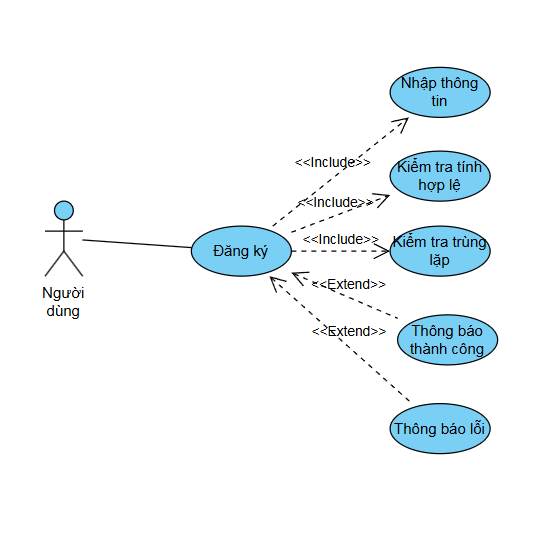 Nhập thông
tin
<<Include>>
Kiểm tra tính
hợp lệ
<<Include>>
<<Include>>
Kiểm tra trùng
lặp
Đăng ký
<<Extend>>
Người
dùng
<<Extend>>
Thông báo
thành công
Thông báo lỗi